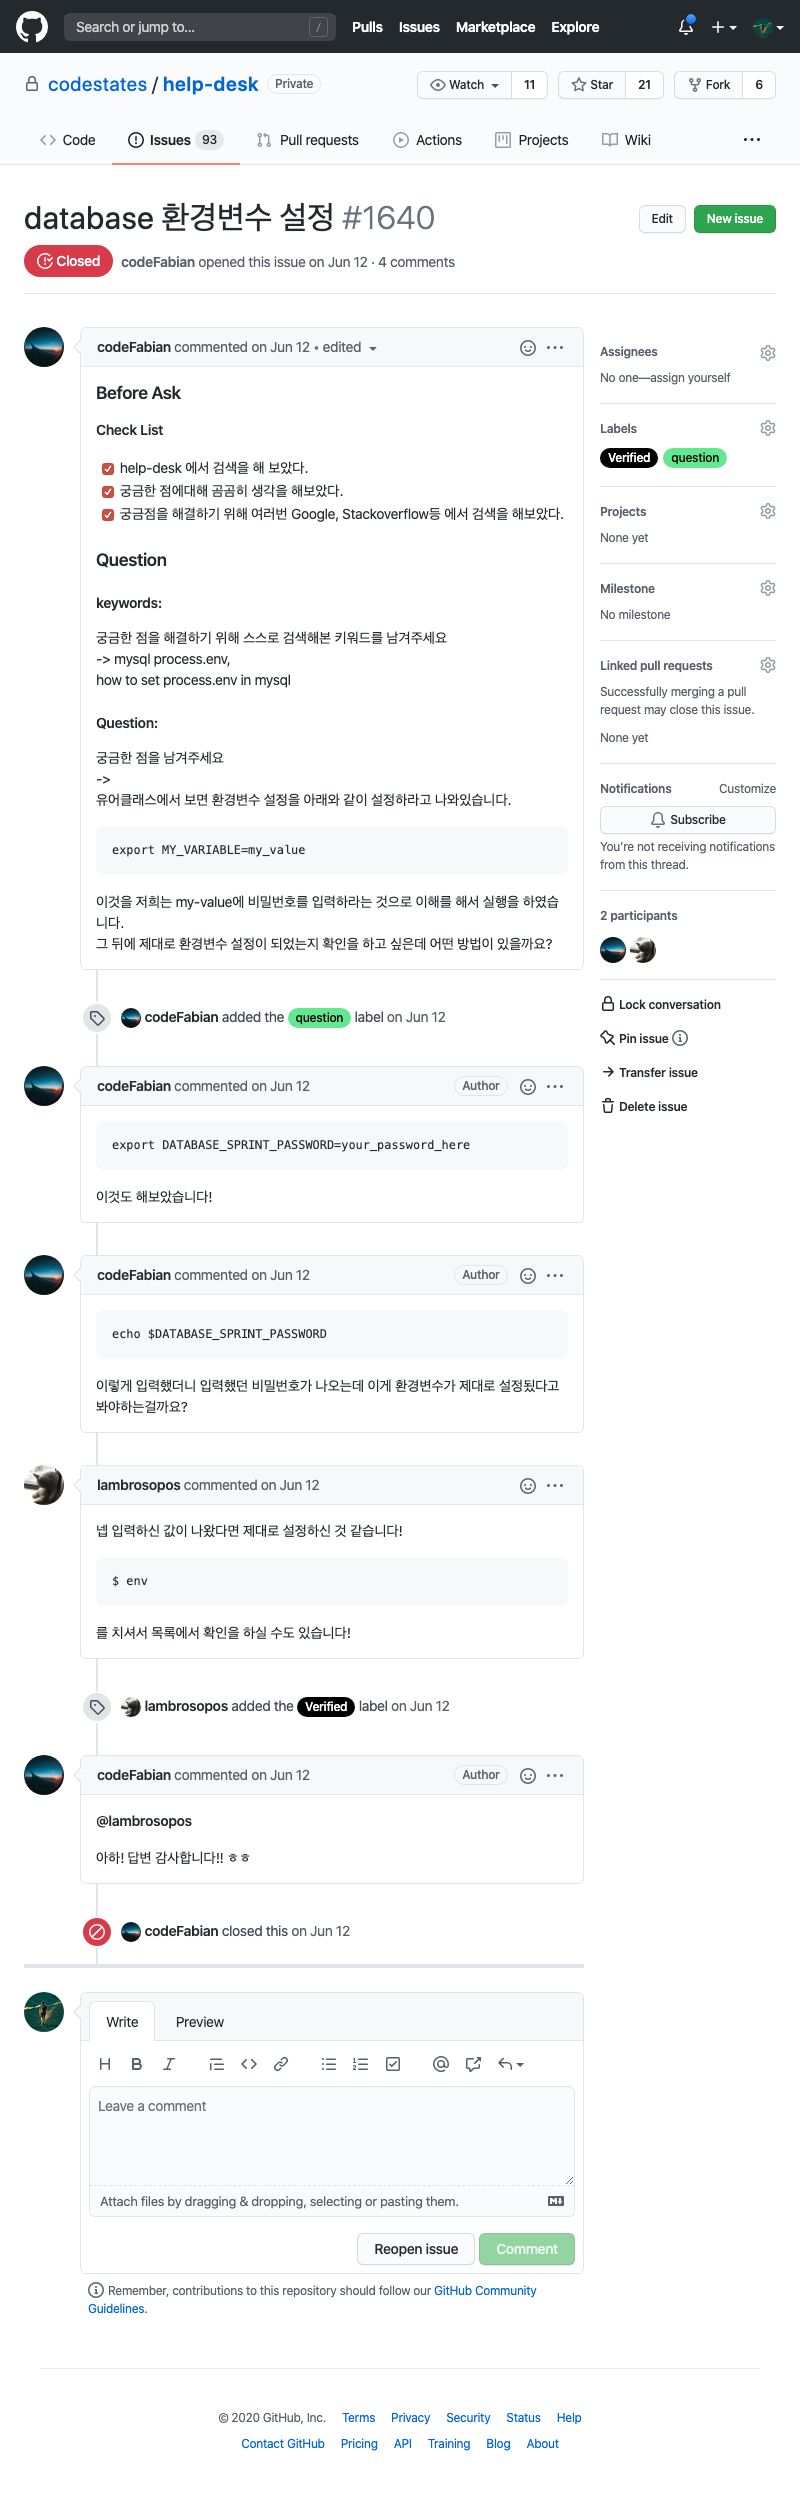 Search or jump to... /
Pulls Issues Marketplace Explore
codestates / help-desk Private
Watch 11 Star 21 Fork 6
Code Issues 93 Pull requests Actions Projects Wiki ...
database 환경변수 설정 #1640
Edit New issue
Closed codeFabian opened this issue on Jun 12 · 4 comments
codeFabian commented on Jun 12 • edited
Before Ask
Check List
help-desk 에서 검색을 해 보았다.
궁금한 점에대해 곰곰히 생각을 해보았다.
궁금점을 해결하기 위해 여러번 Google, Stackoverflow등 에서 검색을 해보았다.
Question
keywords:
궁금한 점을 해결하기 위해 스스로 검색해본 키워드를 남겨주세요
-> mysql process.env,
how to set process.env in mysql
Question:
궁금한 점을 남겨주세요
->
유어클래스에서 보면 환경변수 설정을 아래와 같이 설정하라고 나와있습니다.
export MY_VARIABLE=my_value
이것을 저희는 my-value에 비밀번호를 입력하라는 것으로 이해를 해서 실행을 하였습
니다.
그 뒤에 제대로 환경변수 설정이 되었는지 확인을 하고 싶은데 어떤 방법이 있을까요?
codeFabian added the question label on Jun 12
codeFabian commented on Jun 12 Author
export DATABASE_SPRINT_PASSWORD=your_password_here
이것도 해보았습니다!
codeFabian commented on Jun 12 Author
echo $DATABASE_SPRINT_PASSWORD
이렇게 입력했더니 입력했던 비밀번호가 나오는데 이게 환경변수가 제대로 설정됬다고
봐야하는걸까요?
lambrosopos commented on Jun 12
넵 입력하신 값이 나왔다면 제대로 설정하신 것 같습니다!
$ env
를 치셔서 목록에서 확인을 하실 수도 있습니다!
lambrosopos added the Verified label on Jun 12
codeFabian commented on Jun 12 Author
@lambrosopos
아하! 답변 감사합니다!! ㅎㅎ
codeFabian closed this on Jun 12
Assignees
No one—assign yourself
Labels
Verified question
Projects
None yet
Milestone
No milestone
Linked pull requests
Successfully merging a pull
request may close this issue.
None yet
Notifications Customize
Subscribe
You're not receiving notifications
from this thread.
2 participants
Lock conversation
Pin issue
Transfer issue
Delete issue
Write Preview
Leave a comment
Attach files by dragging & dropping, selecting or pasting them.
Reopen issue Comment
Remember, contributions to this repository should follow our GitHub Community
Guidelines.
© 2020 GitHub, Inc. Terms Privacy Security Status Help
Contact GitHub Pricing API Training Blog About